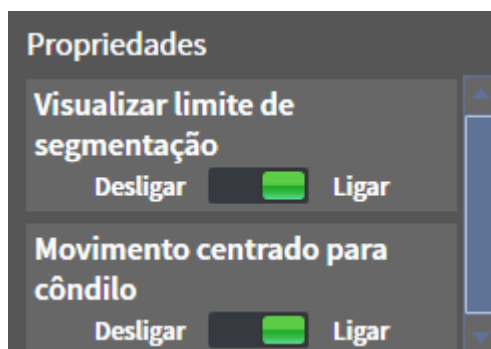 Propriedades
Visualizar limite de
segmentação
Desligar Ligar
Movimento centrado para
côndilo
Desligar Ligar